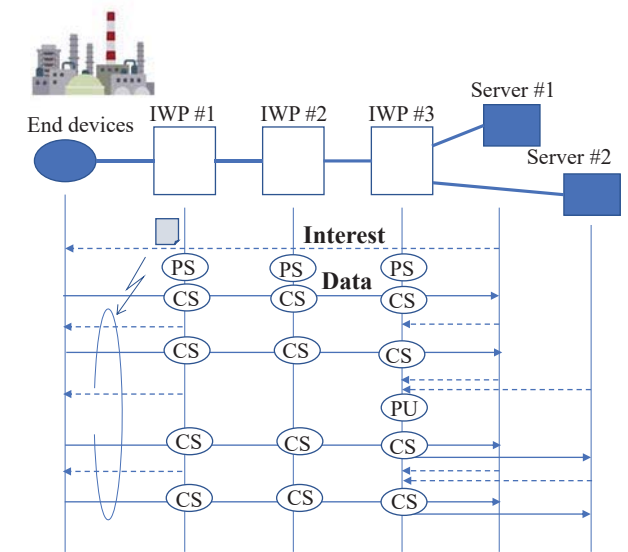 Server #1
IWP #1 IWP #2 IWP #3
End devices
Server #2
Interest
PS PS PS
Data
CS CS CS
CS CS CS
PU
CS CS CS
CS CS CS